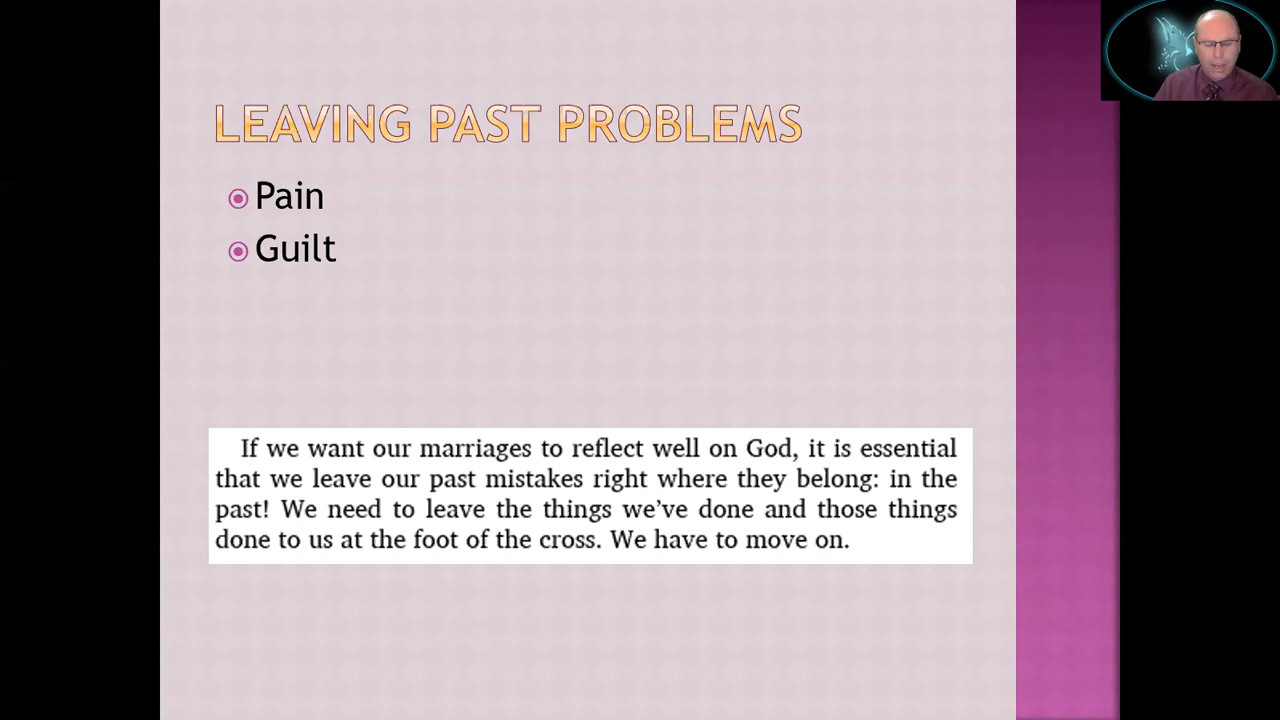 LEAVING PAST PROBLEMS
Pain
Guilt
If we want our marriages to reflect well on God, it is essential
that we leave our past mistakes right where they belong: in the
past! We need to leave the things we’ve done and those things
done to us at the foot of the cross. We have to move on.